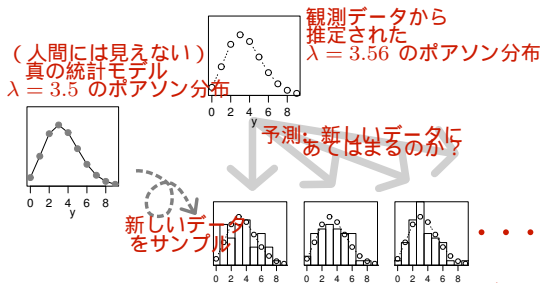 観測データから
推定された
λ = 3.56 のポアソン分布
（人間には見えない）
真の統計モデル
λ = 3.5 のポアソン分布
0 2 4 6 8
y
予測: 新しいデータに
あてはまるのか？
0 2 4 6 8
y
新しいデータ
をサンプル
0 2 4 6 8
0 2 4 6 8
0 2 4 6 8